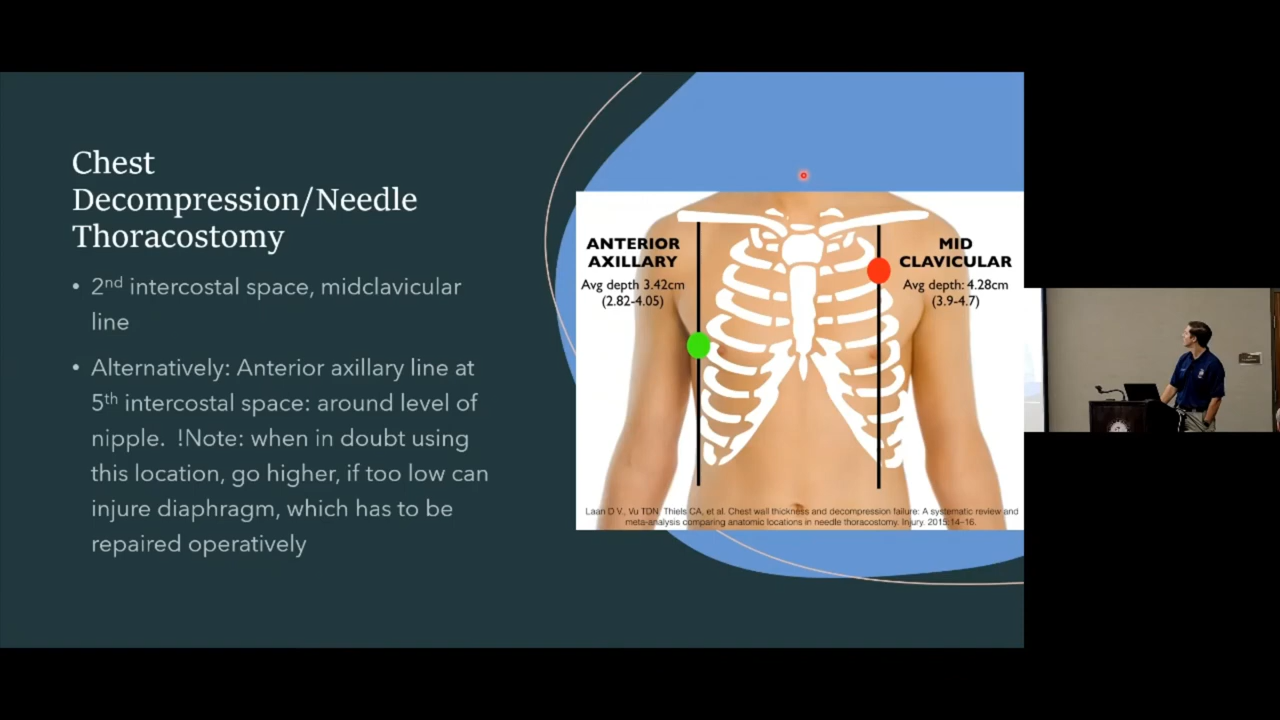 Chest
Decompression/Needle
Thoracostomy
• 2nd intercostal space, midclavicular
line
• Alternatively: Anterior axillary line at
5th intercostal space: around level of
nipple. !Note: when in doubt using
this location, go higher, if too low can
injure diaphragm, which has to be
repaired operatively
ANTERIOR
AXILLARY
Avg depth 3.42cm
(2.82-4.05)
MID
CLAVICULAR
Avg depth: 4.28cm
(3.9-4.7)
Laan D V., Vu TDN, Thiels CA, et al. Chest wall thickness and decompression failure: A systematic review and
meta-analysis comparing anatomic locations in needle thoracostomy. Injury. 2015:14–16.